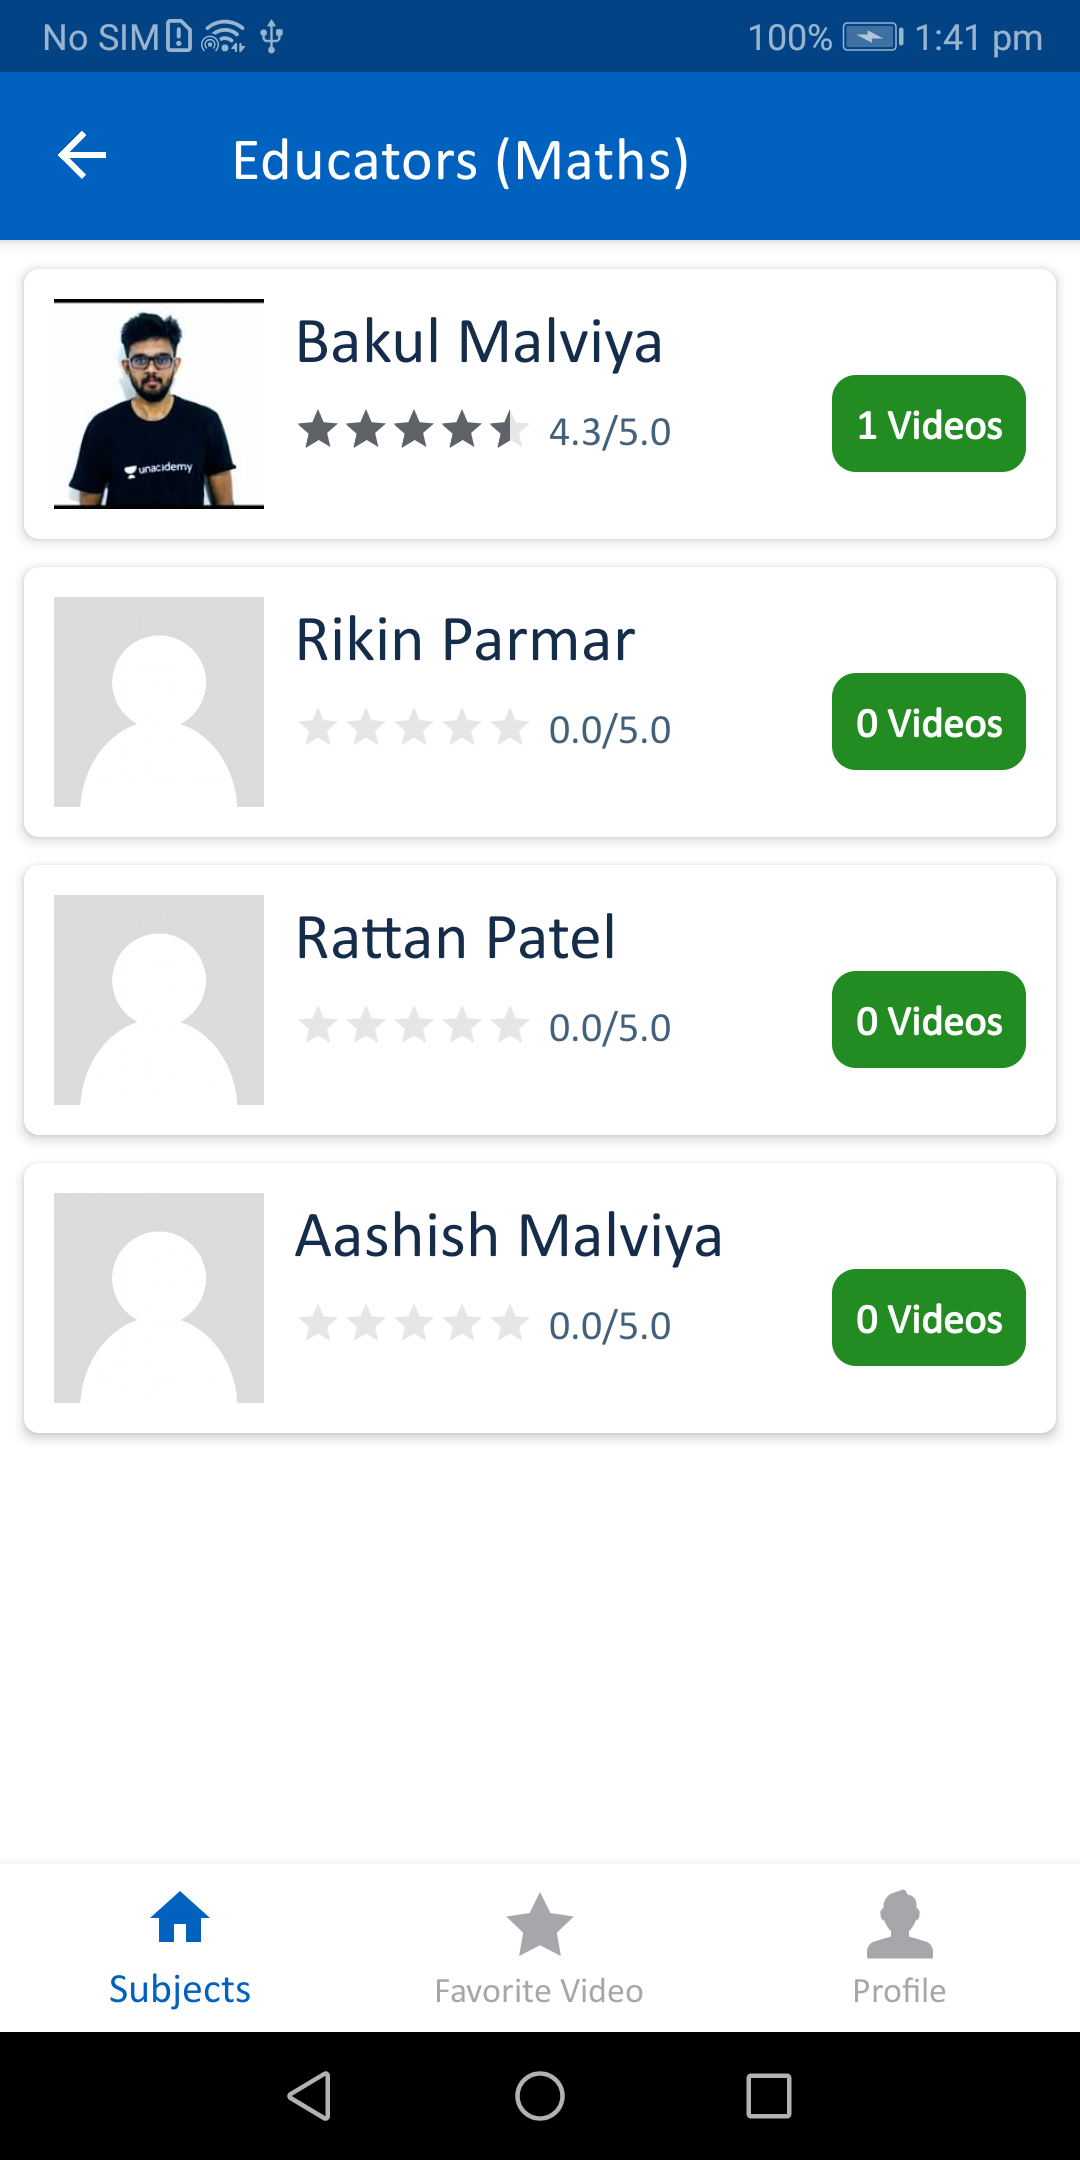 No SIM 100% 1:41 pm
Educators (Maths)
Bakul Malviya
4.3/5.0
1 Videos
unacademy
Rikin Parmar
0.0/5.0
0 Videos
Rattan Patel
0.0/5.0
0 Videos
Aashish Malviya
0.0/5.0
0 Videos
Subjects
Favorite Video
Profile